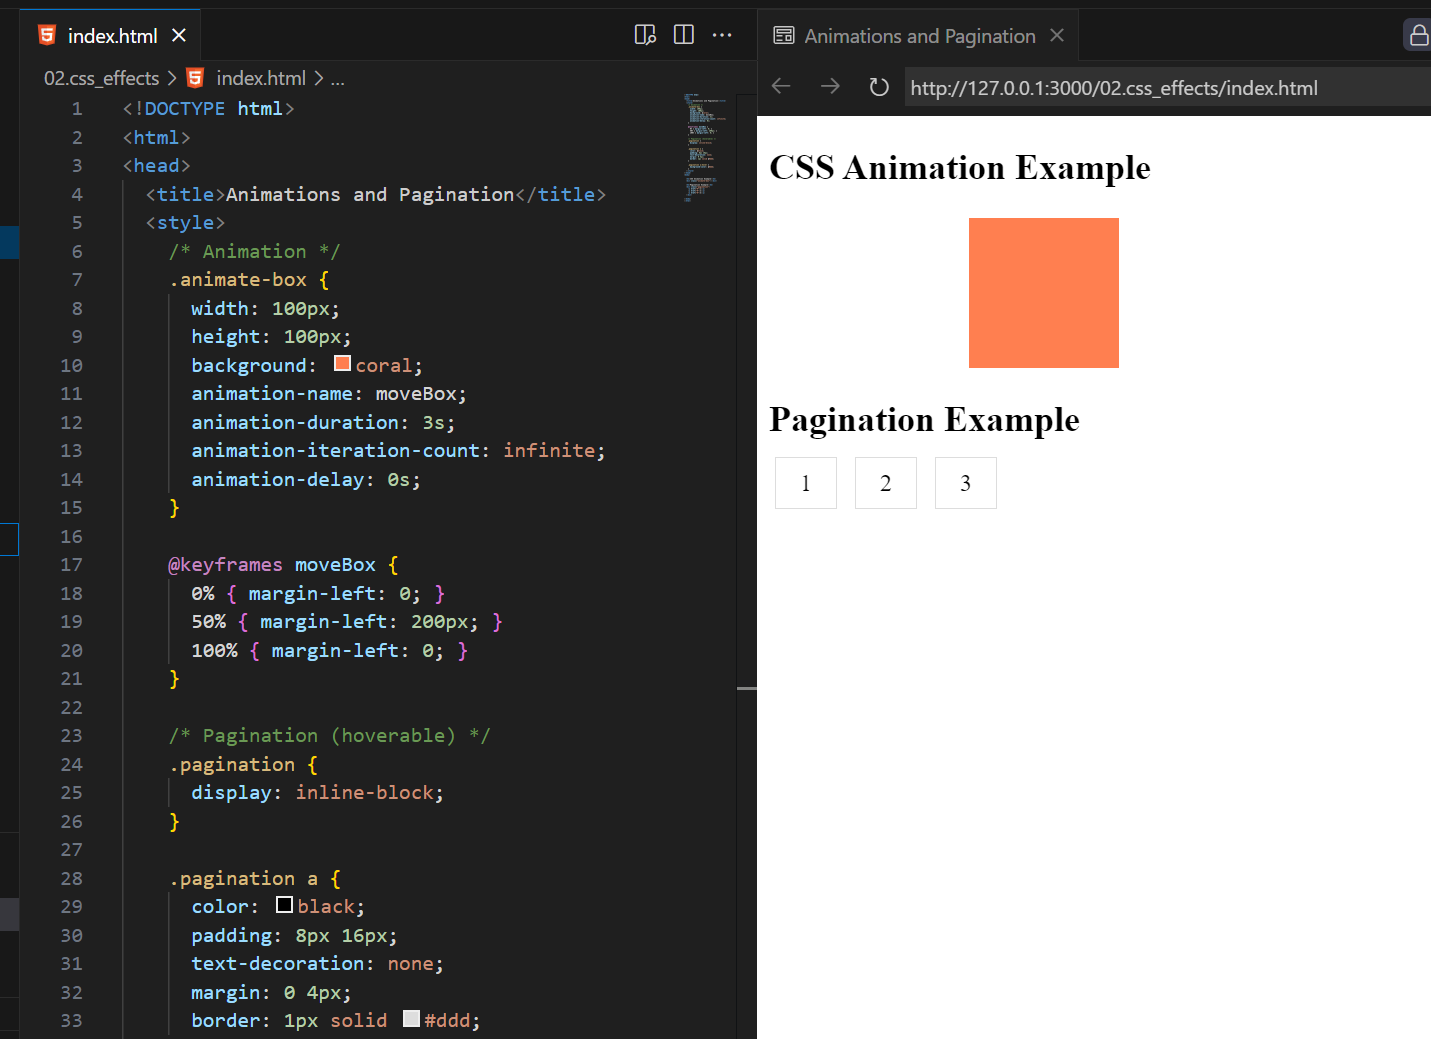 index.html
Animations and Pagination
02.css_effects > index.html > ...
http://127.0.0.1:3000/02.css_effects/index.html
1 <!DOCTYPE html>
2 <html>
3 <head>
4 <title>Animations and Pagination</title>
5 <style>
6 /* Animation */
7 .animate-box {
8 width: 100px;
9 height: 100px;
10 background: coral;
11 animation-name: moveBox;
12 animation-duration: 3s;
13 animation-iteration-count: infinite;
14 animation-delay: 0s;
15 }
16
17 @keyframes moveBox {
18 0% { margin-left: 0; }
19 50% { margin-left: 200px; }
20 100% { margin-left: 0; }
21 }
22
23 /* Pagination (hoverable) */
24 .pagination {
25 display: inline-block;
26 }
27
28 .pagination a {
29 color: black;
30 padding: 8px 16px;
31 text-decoration: none;
32 margin: 0 4px;
33 border: 1px solid #ddd;
CSS Animation Example
Pagination Example
1 2 3